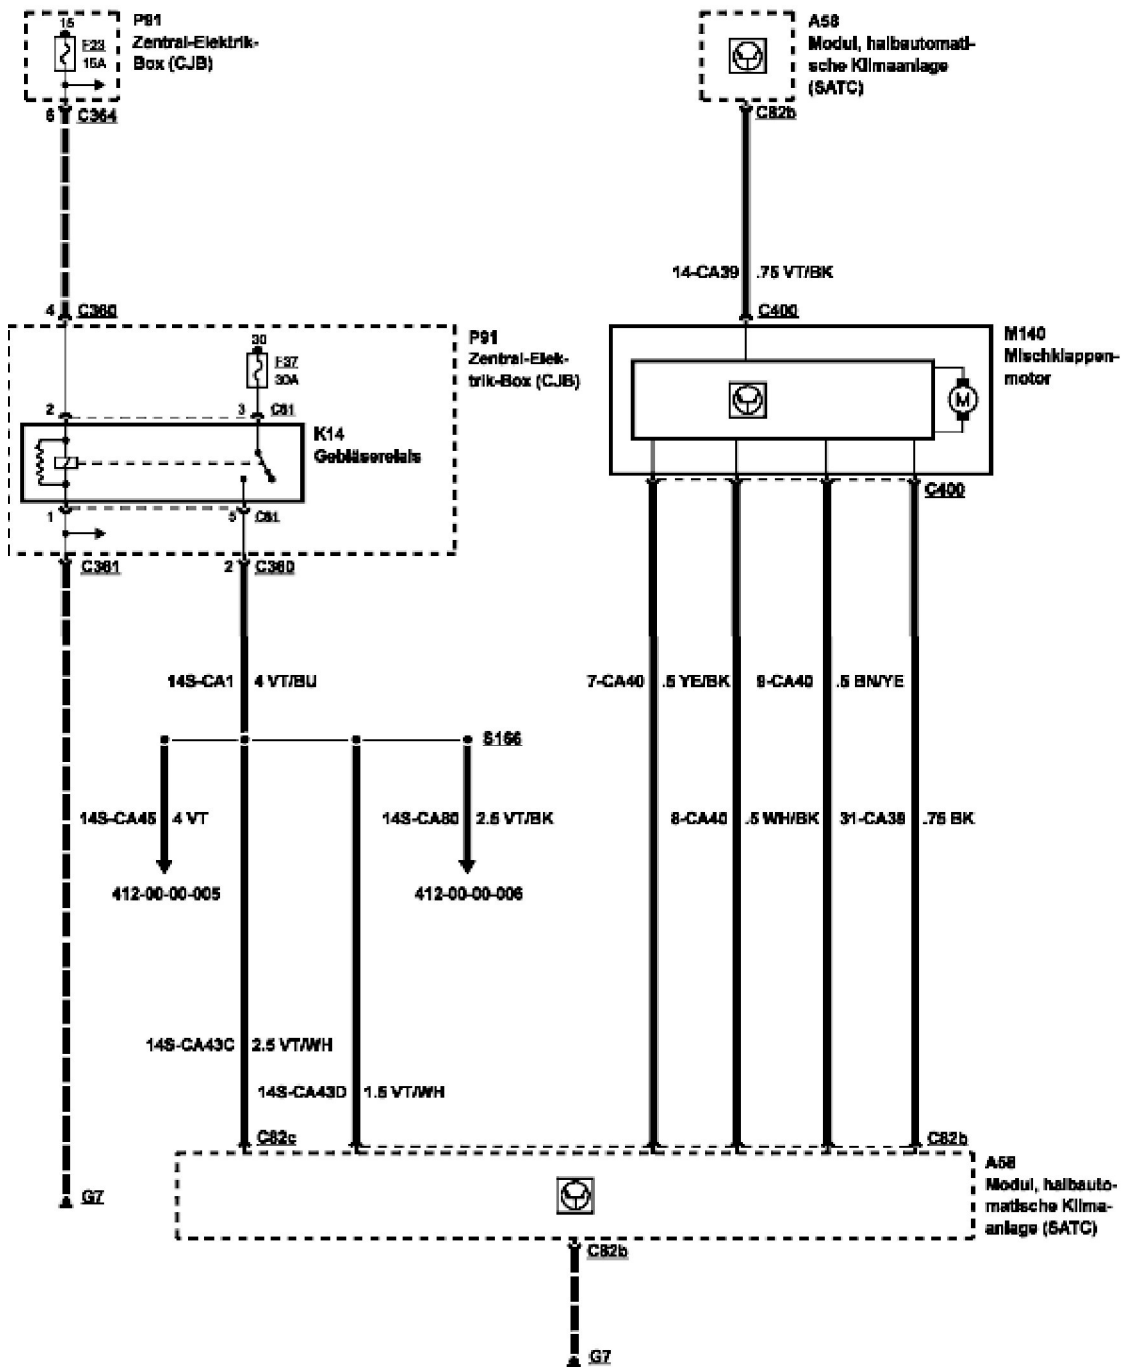 15
F23
15A
P91
Zentral-Elektrik-
Box (CJB)
6
C364
A58
Modul, halbautomati-
sche Klimaanlage
(SATC)
C82b
14-CA39
.75 VT/BK
4
C360
C400
P91
Zentral-Elek-
trik-Box (CJB)
30
F37
30A
2
3
C61
K14
Gebläserelais
1
5
C61
C361
2
C360
M140
Mischklappen-
motor
M
C400
14S-CA1
4 VT/BU
7-CA40
.5 YE/BK
9-CA40
.5 BN/YE
S166
14S-CA45
4 VT
14S-CA80
2.5 VT/BK
8-CA40
.5 WH/BK
31-CA39
.75 BK
412-00-00-005
412-00-00-006
14S-CA43C
2.5 VT/WH
14S-CA43D
1.5 VT/WH
C82c
C82b
A58
Modul, halbauto-
matische Klima-
anlage (SATC)
G7
C82b
G7